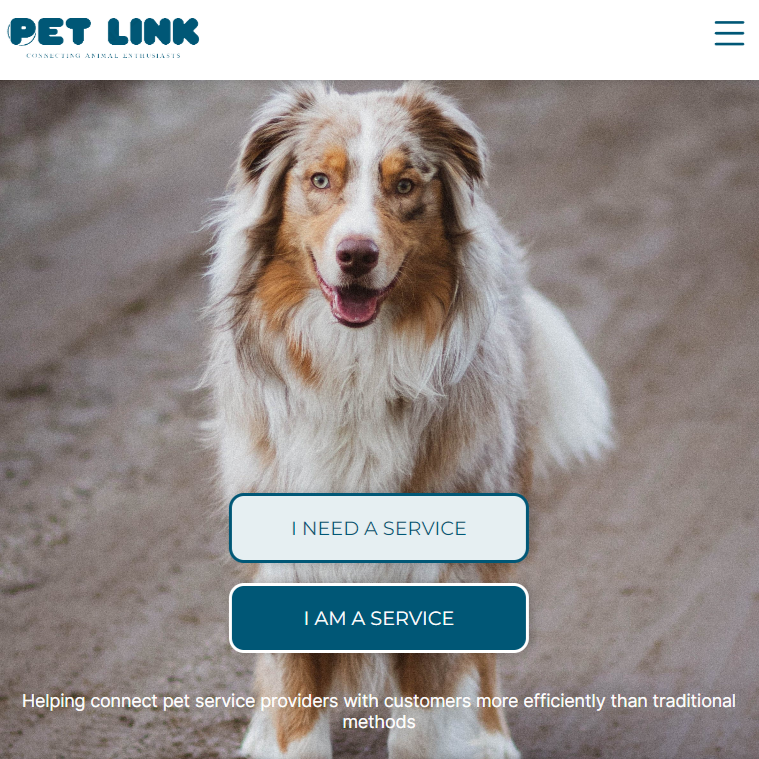 PET LINK
CONNECTING ANIMAL ENTHUSIASTS
I NEED A SERVICE
I AM A SERVICE
Helping connect pet service providers with customers more efficiently than traditional
methods